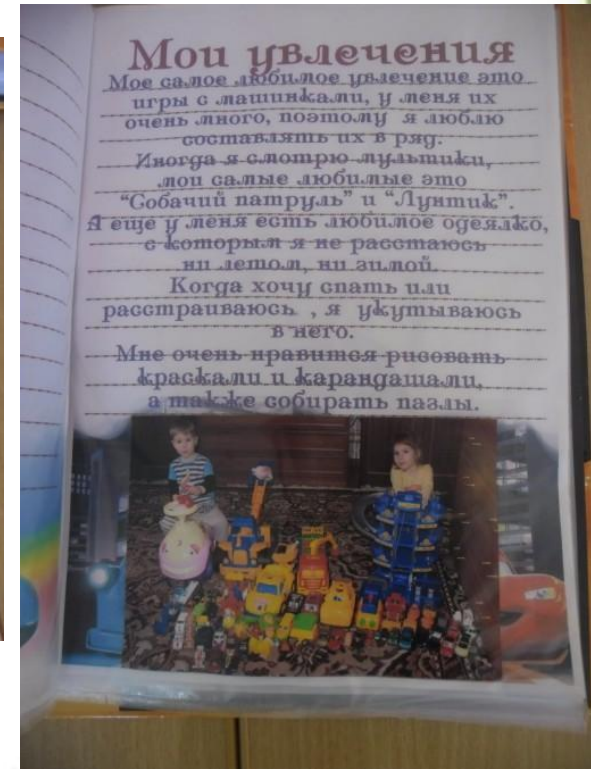 Мои увлечения
Мое самое любимое увлечение это
игры с машинками, у меня их
очень много, поэтому я люблю
составлять их в ряд.
Иногда я смотрю мультики,
мои самые любимые это
"Собачий патруль" и "Лунтик".
А еще у меня есть любимое одеялко,
с которым я не расстаюсь
ни летом, ни зимой.
Когда хочу спать или
расстраиваюсь , я укутываюсь
в него.
Мне очень нравится рисовать
красками и карандашами,
а также собирать пазлы.